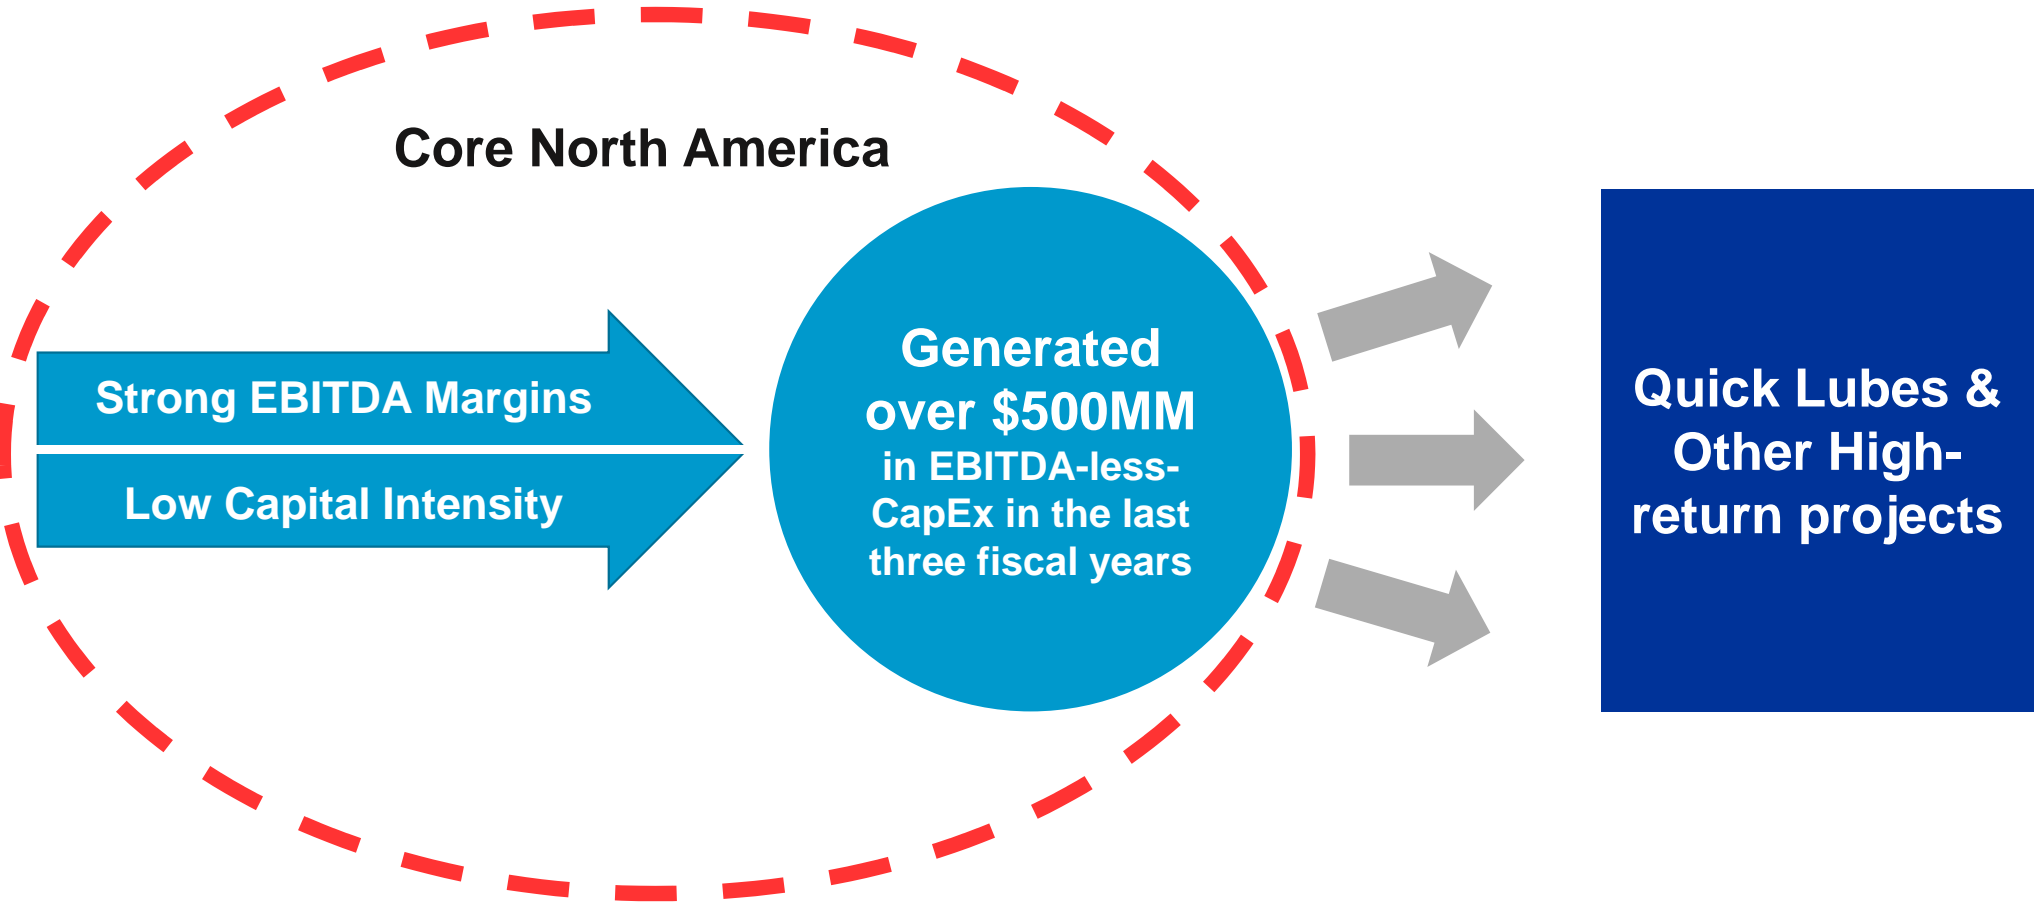 Core North America
Strong EBITDA Margins
Low Capital Intensity
Generated
over $500MM
in EBITDA-less-
CapEx in the last
three fiscal years
Quick Lubes &
Other High-
return projects